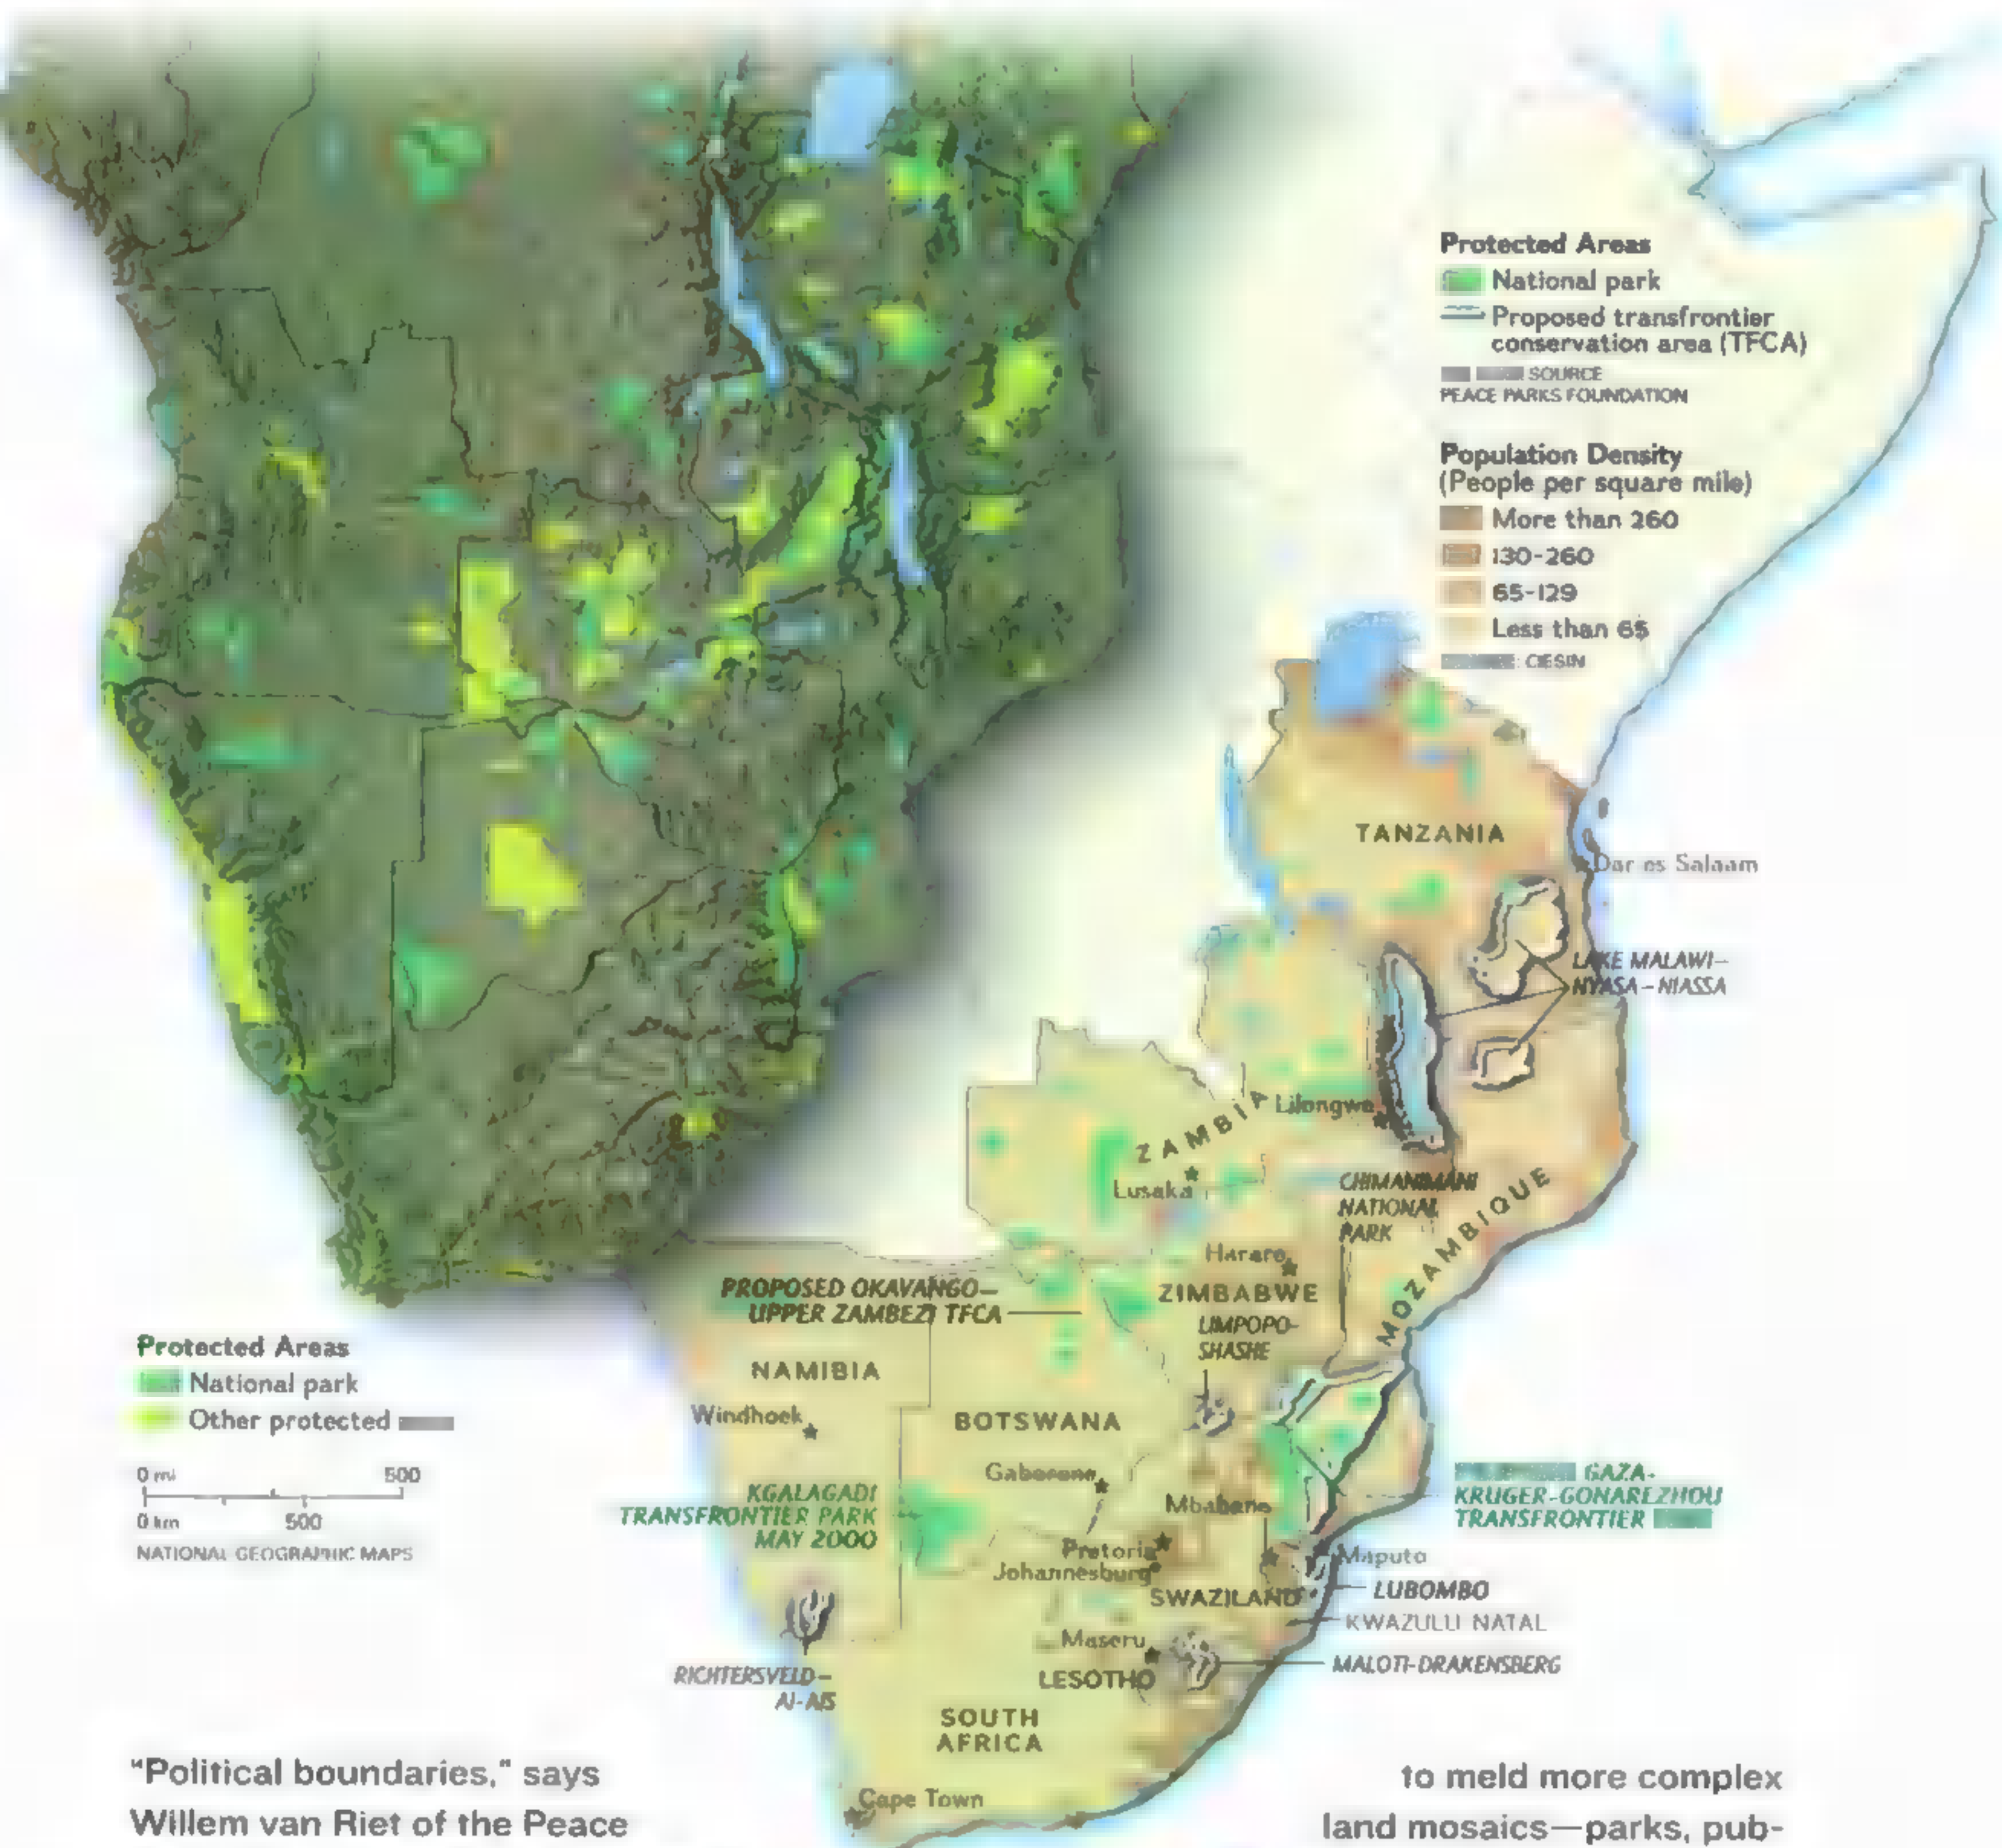 Protected Areas
National park
Proposed transfrontier
conservation area (TFCA)
SOURCE
PEACE PARKS FOUNDATION
Population Density
(People per square mile)
More than 260
130-260
65-129
Less than 65
CIESIN
TANZANIA
Dar es Salaam
LAKE MALAWI–
NYASA–NIASSA
ZAMBIA
Lilongwe
Lusaka
CHIMANIMANI
NATIONAL
PARK
MOZAMBIQUE
Harare
ZIMBABWE
PROPOSED OKAVANGO–
UPPER ZAMBEZI TFCA
LIMPOPO-
SHASHE
NAMIBIA
Windhoek
BOTSWANA
Gaborone
KGALAGADI
TRANSFRONTIER PARK
MAY 2000
Mbabane
GAZA-
KRUGER-GONAREZHOU
TRANSFRONTIER
Pretoria
Johannesburg
Maputo
SWAZILAND
LUBOMBO
KWAZULU NATAL
Maseru
LESOTHO
MALOTI-DRAKENSBERG
RICHTERSVELD–
AI-AIS
SOUTH
AFRICA
Cape Town
Protected Areas
National park
Other protected
0 mi 500
0 km 500
NATIONAL GEOGRAPHIC MAPS
"Political boundaries," says
Willem van Riet of the Peace
to meld more complex
land mosaics—parks, pub-